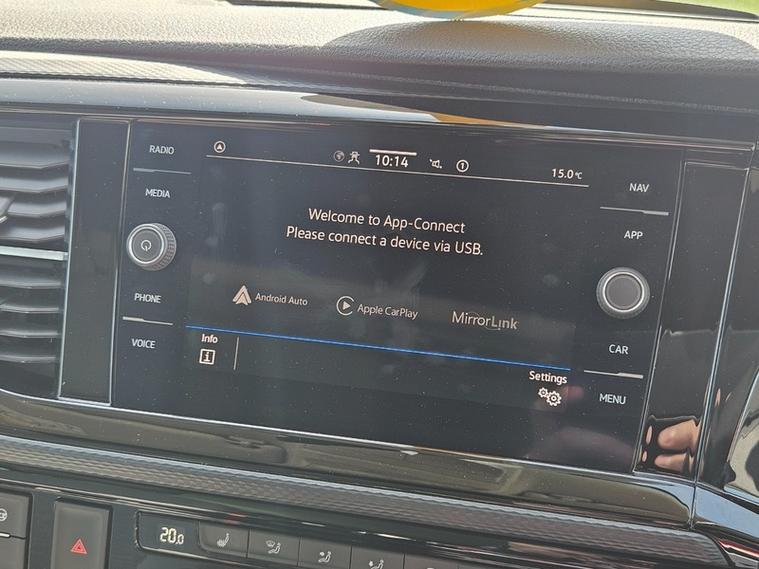 RADIO
10:14
1
15.0°C
NAV
MEDIA
Welcome to App-Connect
APP
Please connect a device via USB.
PHONE
Android Auto
Apple CarPlay
MirrorLink
VOICE
Info
CAR
Settings
MENU
20.0